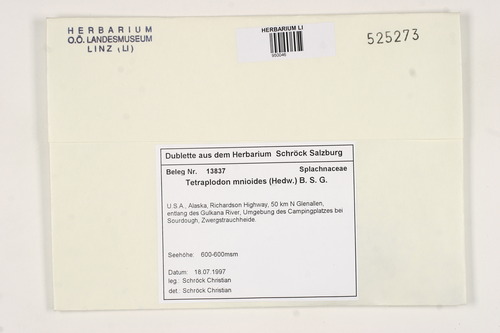 HERBARIUM
O.Ö. LANDESMUSEUM
LINZ (LI)
HERBARIUM LI
950046
525273
Dublette aus dem Herbarium Schröck Salzburg
Beleg Nr. 13837 Splachnaceae
Tetraplodon mnioides (Hedw.) B. S. G.
U.S.A., Alaska, Richardson Highway, 50 km N Glenallen,
entlang des Gulkana River, Umgebung des Campingplatzes bei
Sourdough, Zwergstrauchheide.
Seehöhe: 600-600msm
Datum: 18.07.1997
leg.: Schröck Christian
det.: Schröck Christian